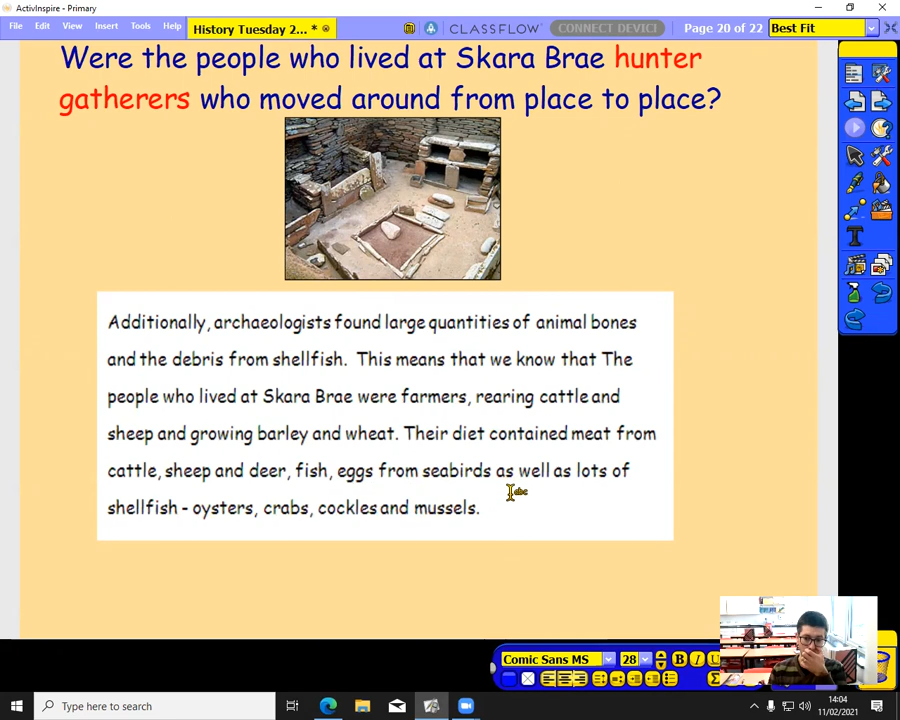 ActivInspire - Primary
File Edit View Insert Tools Help History Tuesday 2... * CLASSFLOW CONNECT DEVICE Page 20 of 22 Best Fit
Were the people who lived at Skara Brae hunter
gatherers who moved around from place to place?
Additionally, archaeologists found large quantities of animal bones
and the debris from shellfish. This means that we know that The
people who lived at Skara Brae were farmers, rearing cattle and
sheep and growing barley and wheat. Their diet contained meat from
cattle, sheep and deer, fish, eggs from seabirds as well as lots of
abc
shellfish - oysters, crabs, cockles and mussels.
Comic Sans MS 28 B I U
Type here to search
14:04
11/02/2021